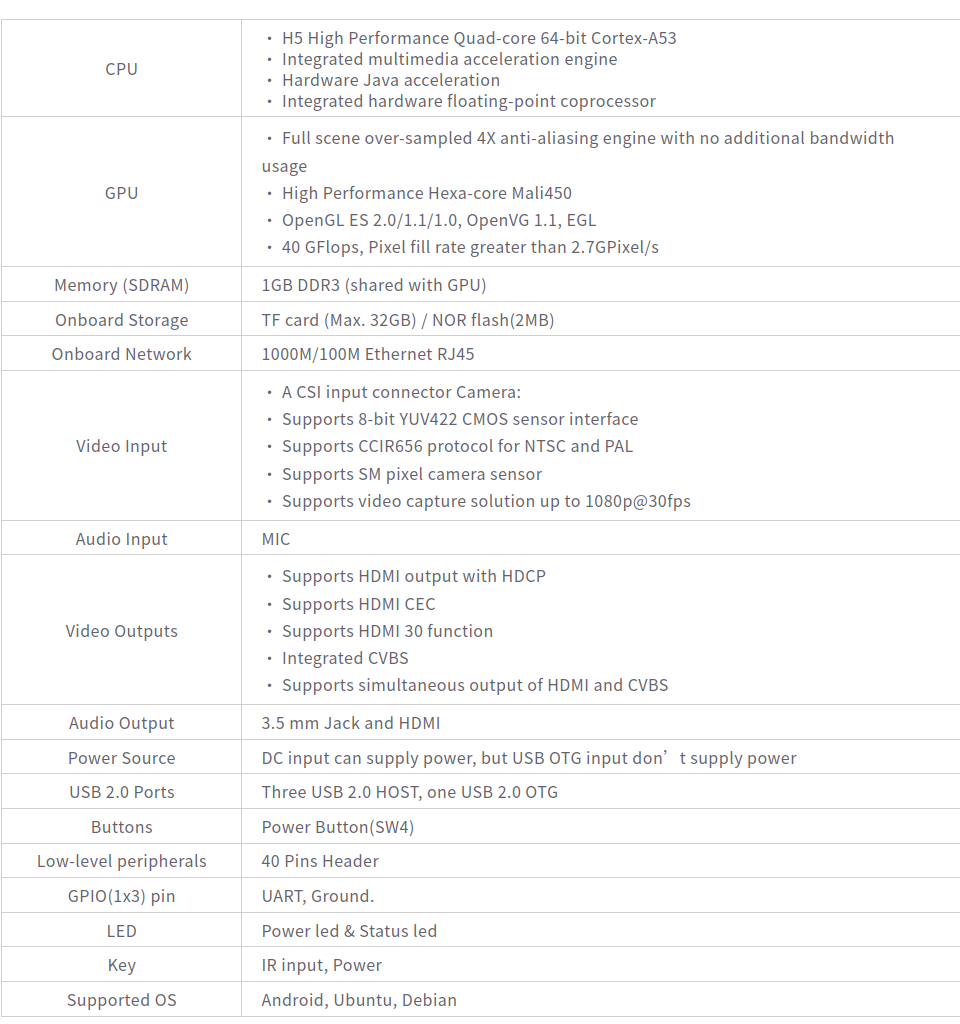 CPU
• H5 High Performance Quad-core 64-bit Cortex-A53
• Integrated multimedia acceleration engine
• Hardware Java acceleration
• Integrated hardware floating-point coprocessor
GPU
• Full scene over-sampled 4X anti-aliasing engine with no additional bandwidth
usage
• High Performance Hexa-core Mali450
• OpenGL ES 2.0/1.1/1.0, OpenVG 1.1, EGL
• 40 GFlops, Pixel fill rate greater than 2.7GPixel/s
Memory (SDRAM)
1GB DDR3 (shared with GPU)
Onboard Storage
TF card (Max. 32GB) / NOR flash(2MB)
Onboard Network
1000M/100M Ethernet RJ45
Video Input
• A CSI input connector Camera:
• Supports 8-bit YUV422 CMOS sensor interface
• Supports CCIR656 protocol for NTSC and PAL
• Supports SM pixel camera sensor
• Supports video capture solution up to 1080p@30fps
Audio Input
MIC
Video Outputs
• Supports HDMI output with HDCP
• Supports HDMI CEC
• Supports HDMI 30 function
• Integrated CVBS
• Supports simultaneous output of HDMI and CVBS
Audio Output
3.5 mm Jack and HDMI
Power Source
DC input can supply power, but USB OTG input don’t supply power
USB 2.0 Ports
Three USB 2.0 HOST, one USB 2.0 OTG
Buttons
Power Button(SW4)
Low-level peripherals
40 Pins Header
GPIO(1x3) pin
UART, Ground.
LED
Power led & Status led
Key
IR input, Power
Supported OS
Android, Ubuntu, Debian